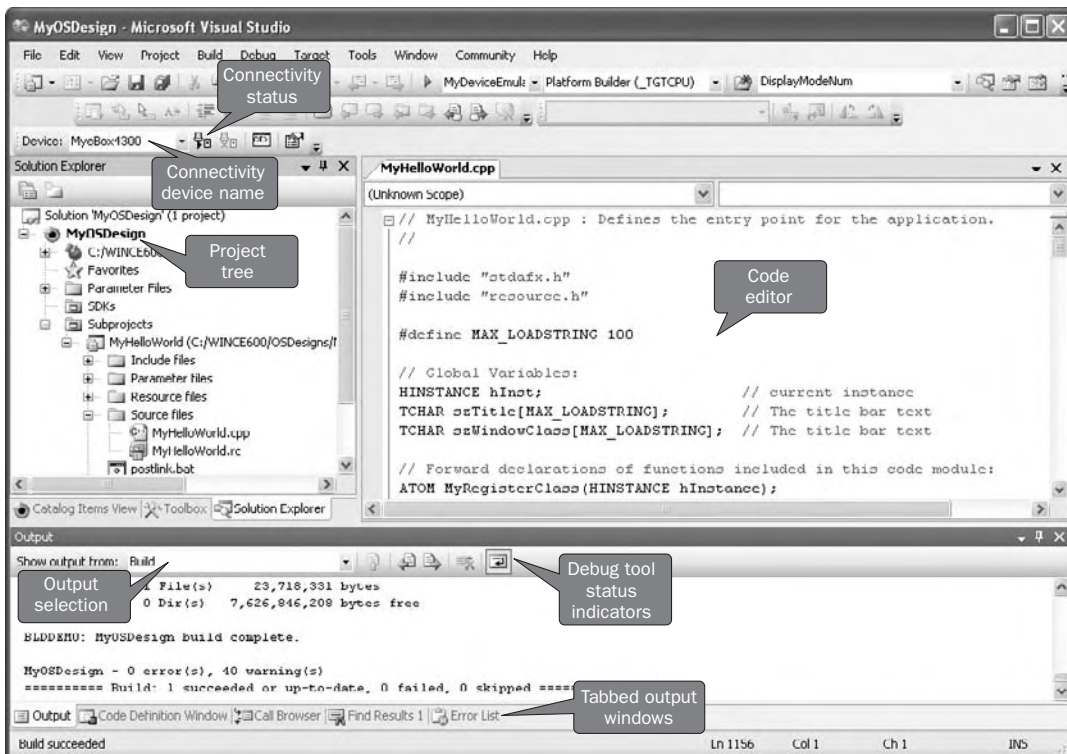 MyOSDesign - Microsoft Visual Studio
File Edit View Project Build Debug Target Tools Window Community Help
Connectivity status
MyDeviceEmula Platform Builder (_TGTCPU) DisplayModeNum
Device: MyeBox4300
Solution Explorer
Connectivity device name
MyHelloWorld.cpp
(Unknown Scope)
Solution 'MyOSDesign' (1 project)
MyOSDesign
C:/WINCE600
Project tree
Favorites
Parameter Files
SDKs
Subprojects
MyHelloWorld (C:/WINCE600/OSDesigns/
Include files
Parameter files
Resource files
Source files
MyHelloWorld.cpp
MyHelloWorld.rc
postlink.bat
Catalog Items View Toolbox Solution Explorer
// MyHelloWorld.cpp : Defines the entry point for the application.
//
#include "stdafx.h"
#include "resource.h"
Code editor
#define MAX_LOADSTRING 100
// Global Variables:
HINSTANCE hInst; // current instance
TCHAR szTitle[MAX_LOADSTRING]; // The title bar text
TCHAR szWindowClass[MAX_LOADSTRING]; // The title bar text
// Forward declarations of functions included in this code module:
ATOM MyRegisterClass(HINSTANCE hInstance);
Output
Show output from: Build
Output selection
Debug tool status indicators
1 File(s) 23,718,331 bytes
0 Dir(s) 7,626,846,208 bytes free
BLDDEMO: MyOSDesign build complete.
MyOSDesign - 0 error(s), 40 warning(s)
========== Build: 1 succeeded or up-to-date, 0 failed, 0 skipped =====
Tabbed output windows
Output Code Definition Window Call Browser Find Results 1 Error List
Build succeeded Ln 1156 Col 1 Ch 1 INS